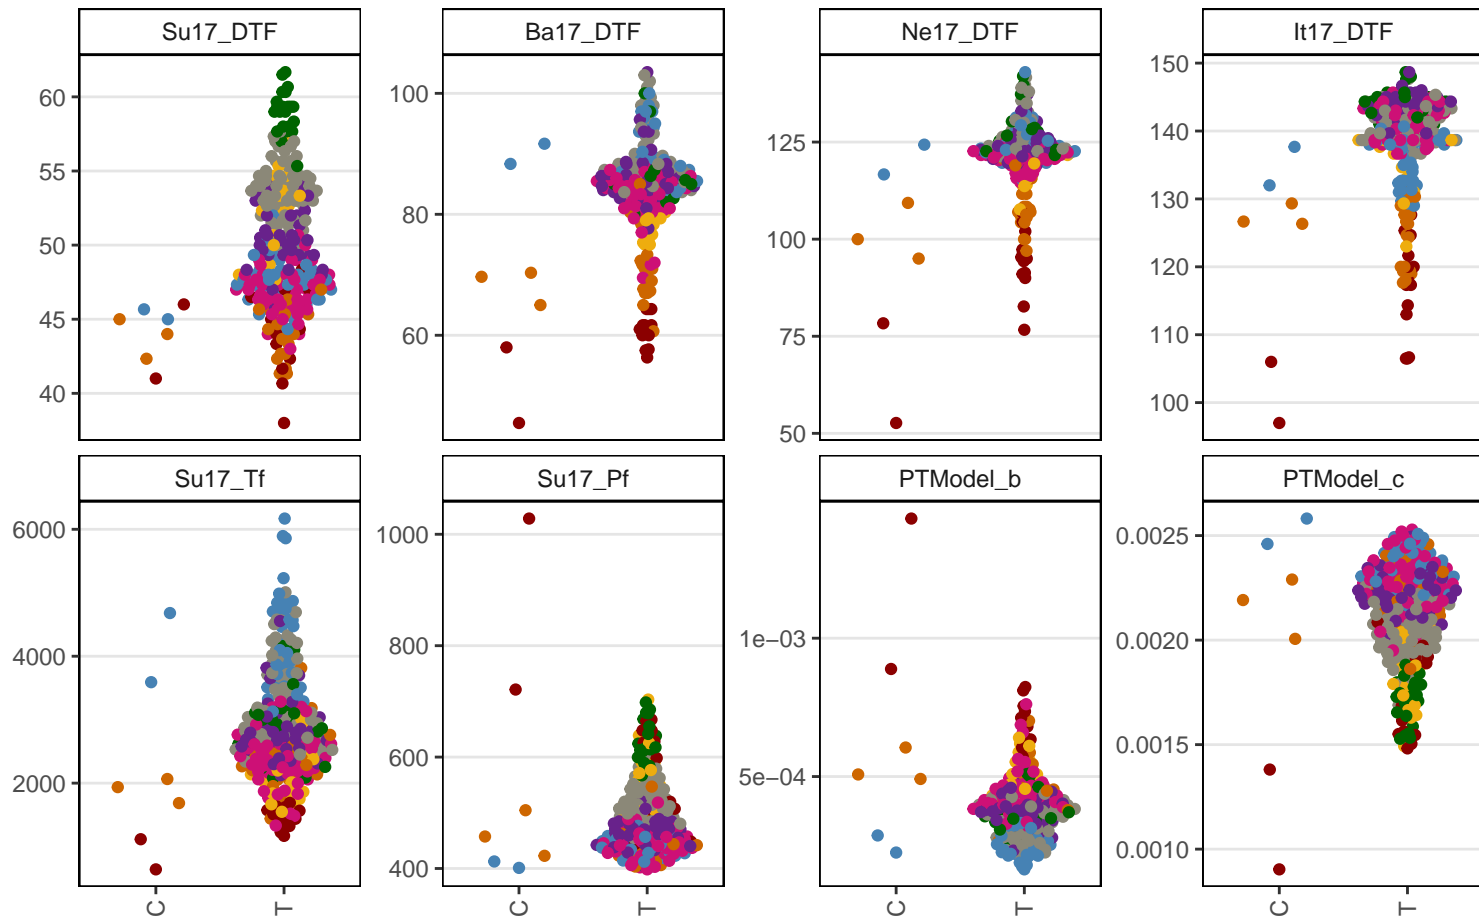 Su17_DTF
Ba17_DTF
Ne17_DTF
It17_DTF
60
55
50
45
40
100
80
60
125
100
75
50
150
140
130
120
110
100
Su17_Tf
Su17_Pf
PTModel_b
PTModel_c
6000
4000
2000
1000
800
600
400
1e−03
5e−04
0.0025
0.0020
0.0015
0.0010
C
T
C
T
C
T
C
T